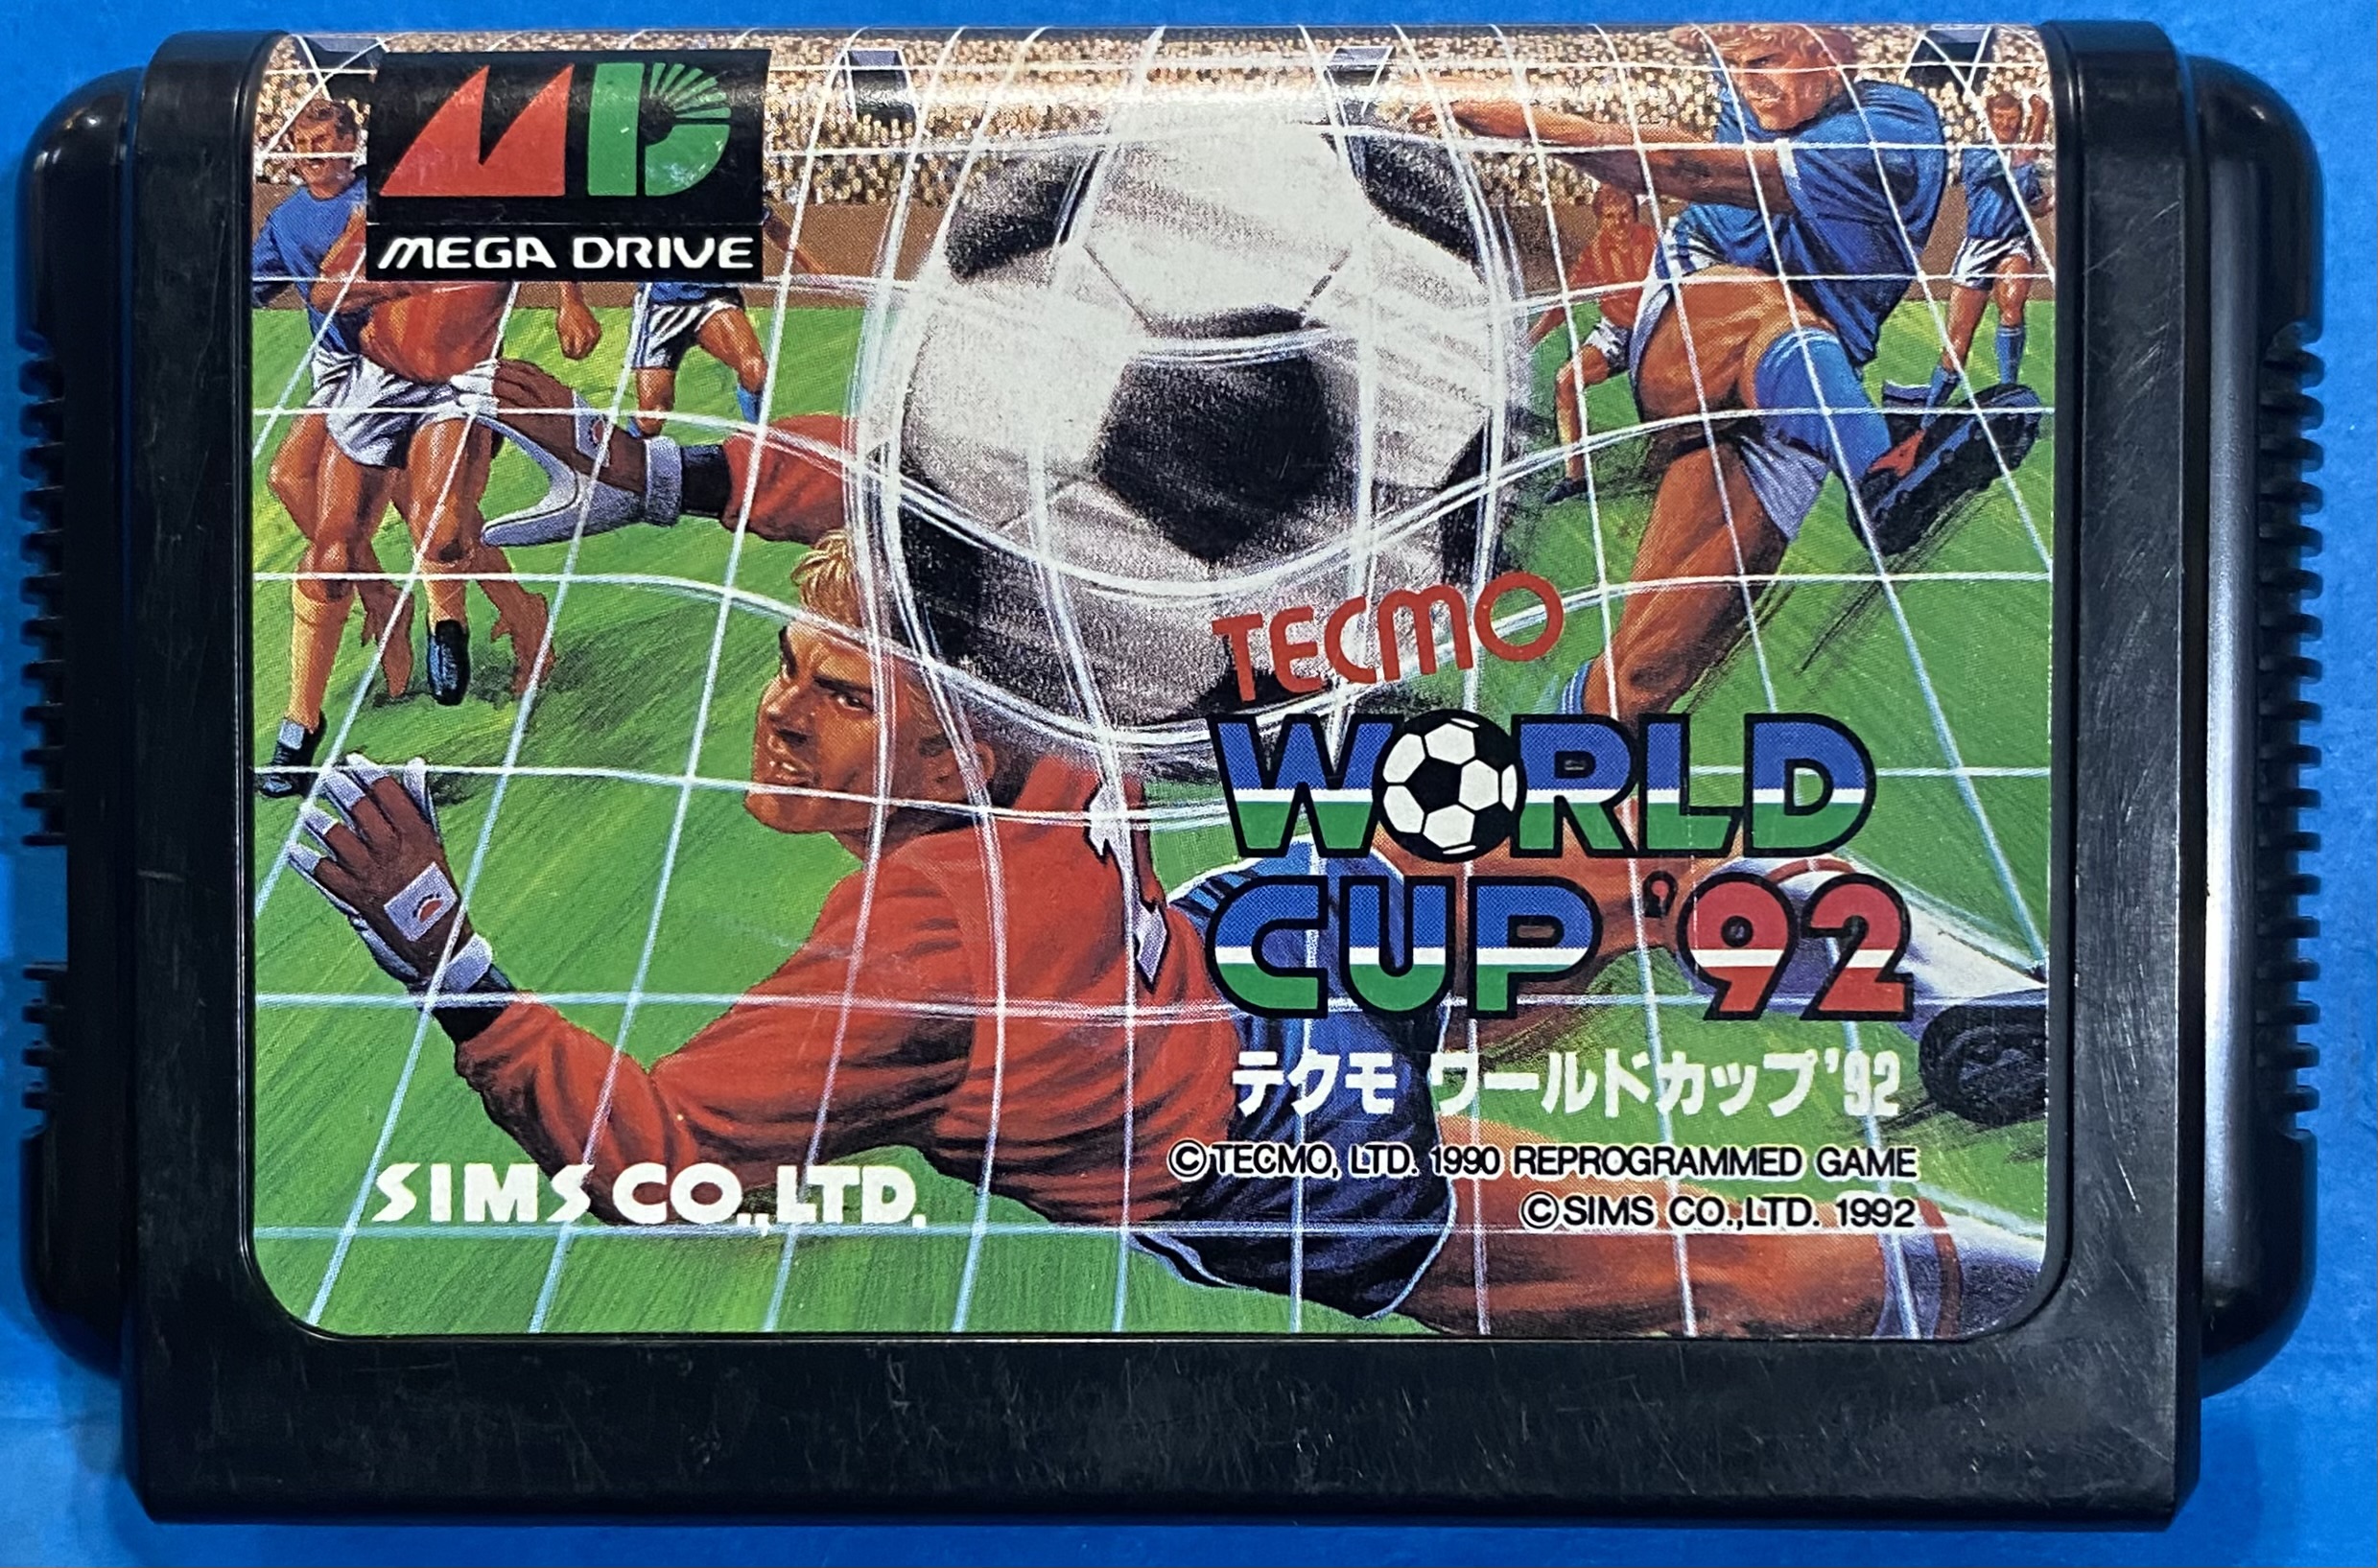 MD
MEGA DRIVE
TECMO
WORLD
CUP '92
テクモ ワールドカップ'92
©TECMO, LTD. 1990 REPROGRAMMED GAME
©SIMS CO.,LTD. 1992
SIMS CO.,LTD.